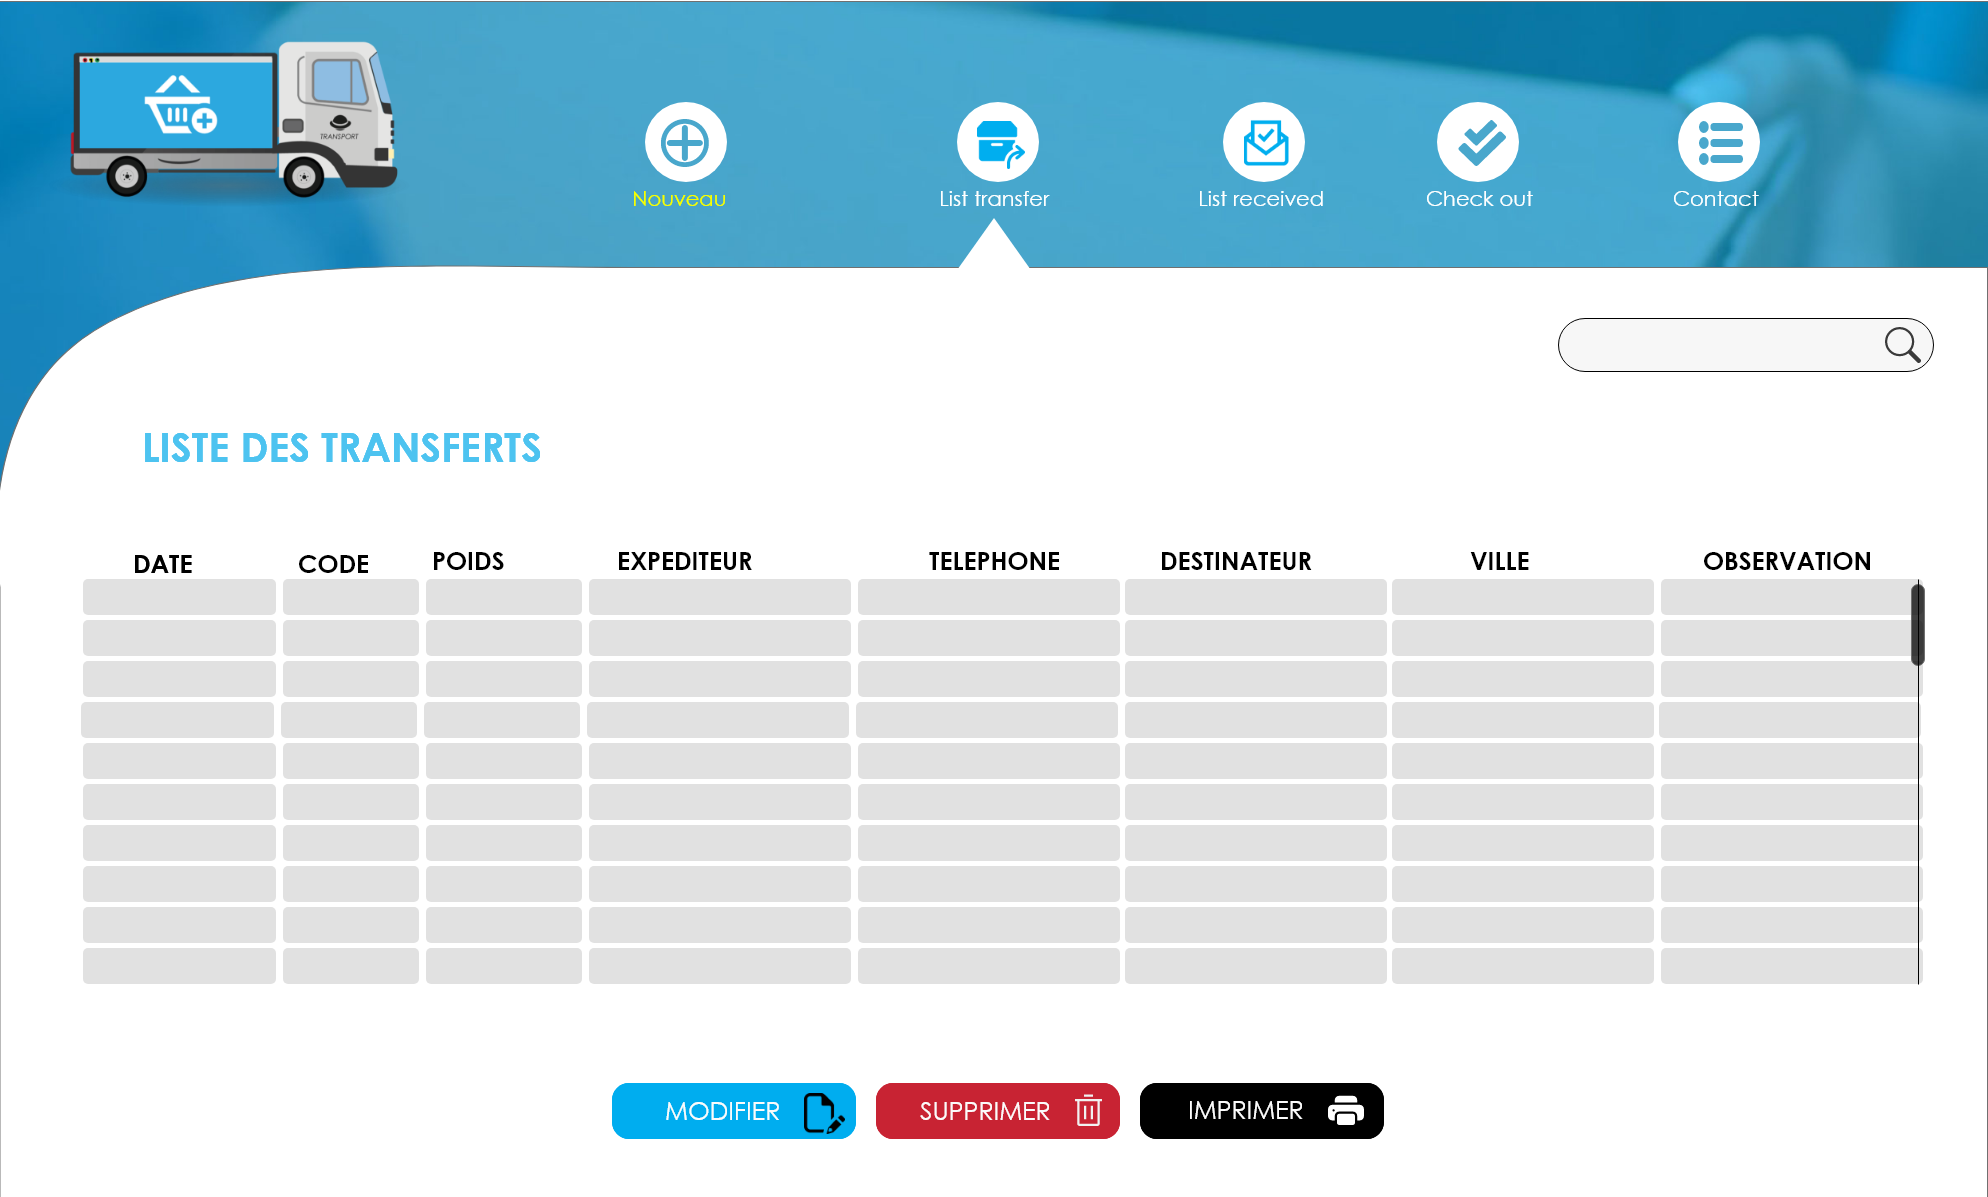 TRANSPORT
Nouveau
List transfer
List received
Check out
Contact
LISTE DES TRANSFERTS
DATE
CODE
POIDS
EXPEDITEUR
TELEPHONE
DESTINATEUR
VILLE
OBSERVATION
MODIFIER
SUPPRIMER
IMPRIMER